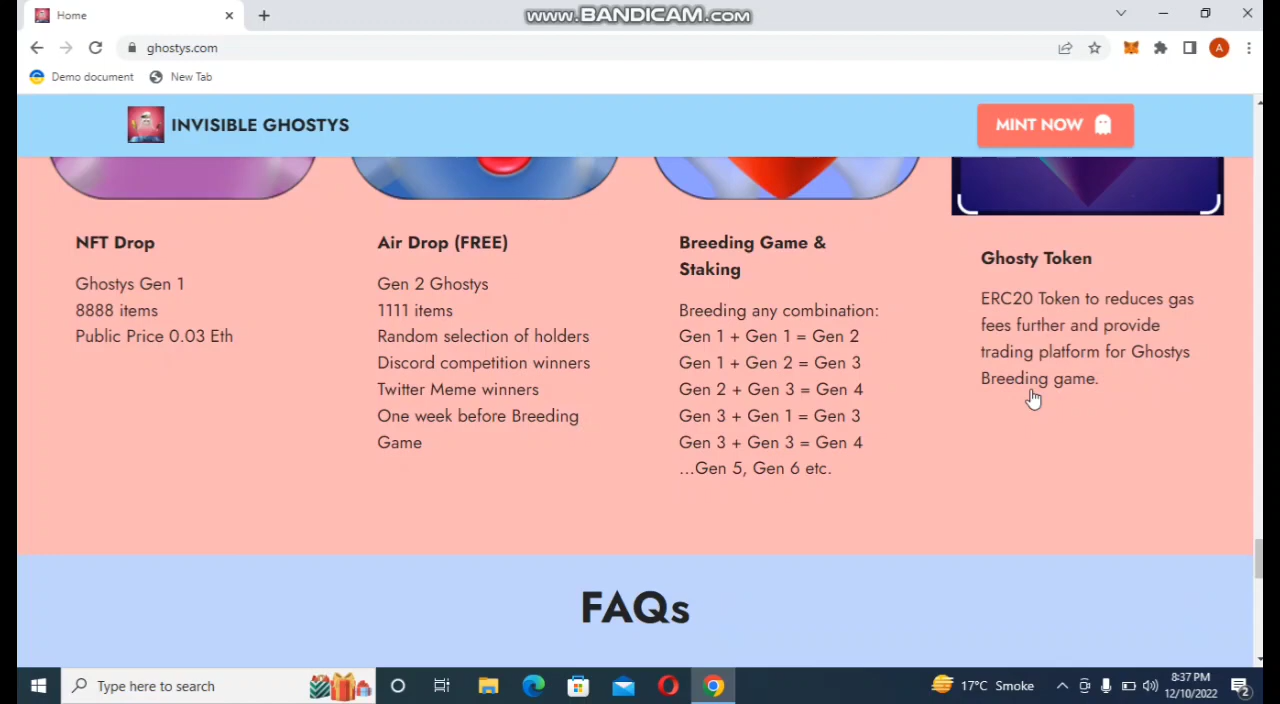 Home
www.BANDICAM.com
ghostys.com
A
Demo document
New Tab
INVISIBLE GHOSTYS
MINT NOW
NFT Drop
Ghostys Gen 1
8888 items
Public Price 0.03 Eth
Air Drop (FREE)
Gen 2 Ghostys
1111 items
Random selection of holders
Discord competition winners
Twitter Meme winners
One week before Breeding
Game
Breeding Game &
Staking
Breeding any combination:
Gen 1 + Gen 1 = Gen 2
Gen 1 + Gen 2 = Gen 3
Gen 2 + Gen 3 = Gen 4
Gen 3 + Gen 1 = Gen 3
Gen 3 + Gen 3 = Gen 4
...Gen 5, Gen 6 etc.
Ghosty Token
ERC20 Token to reduces gas
fees further and provide
trading platform for Ghostys
Breeding game.
FAQs
Type here to search
17°C Smoke
8:37 PM
12/10/2022
2